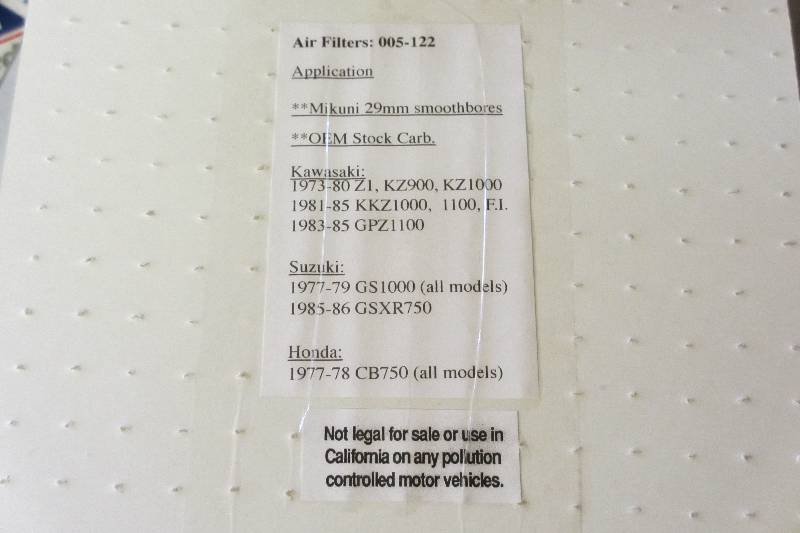 Air Filters: 005-122
Application
**Mikuni 29mm smoothbores
**OEM Stock Carb.
Kawasaki:
1973-80 Z1, KZ900, KZ1000
1981-85 KKZ1000, 1100, F.I.
1983-85 GPZ1100
Suzuki:
1977-79 GS1000 (all models)
1985-86 GSXR750
Honda:
1977-78 CB750 (all models)
Not legal for sale or use in
California on any pollution
controlled motor vehicles.